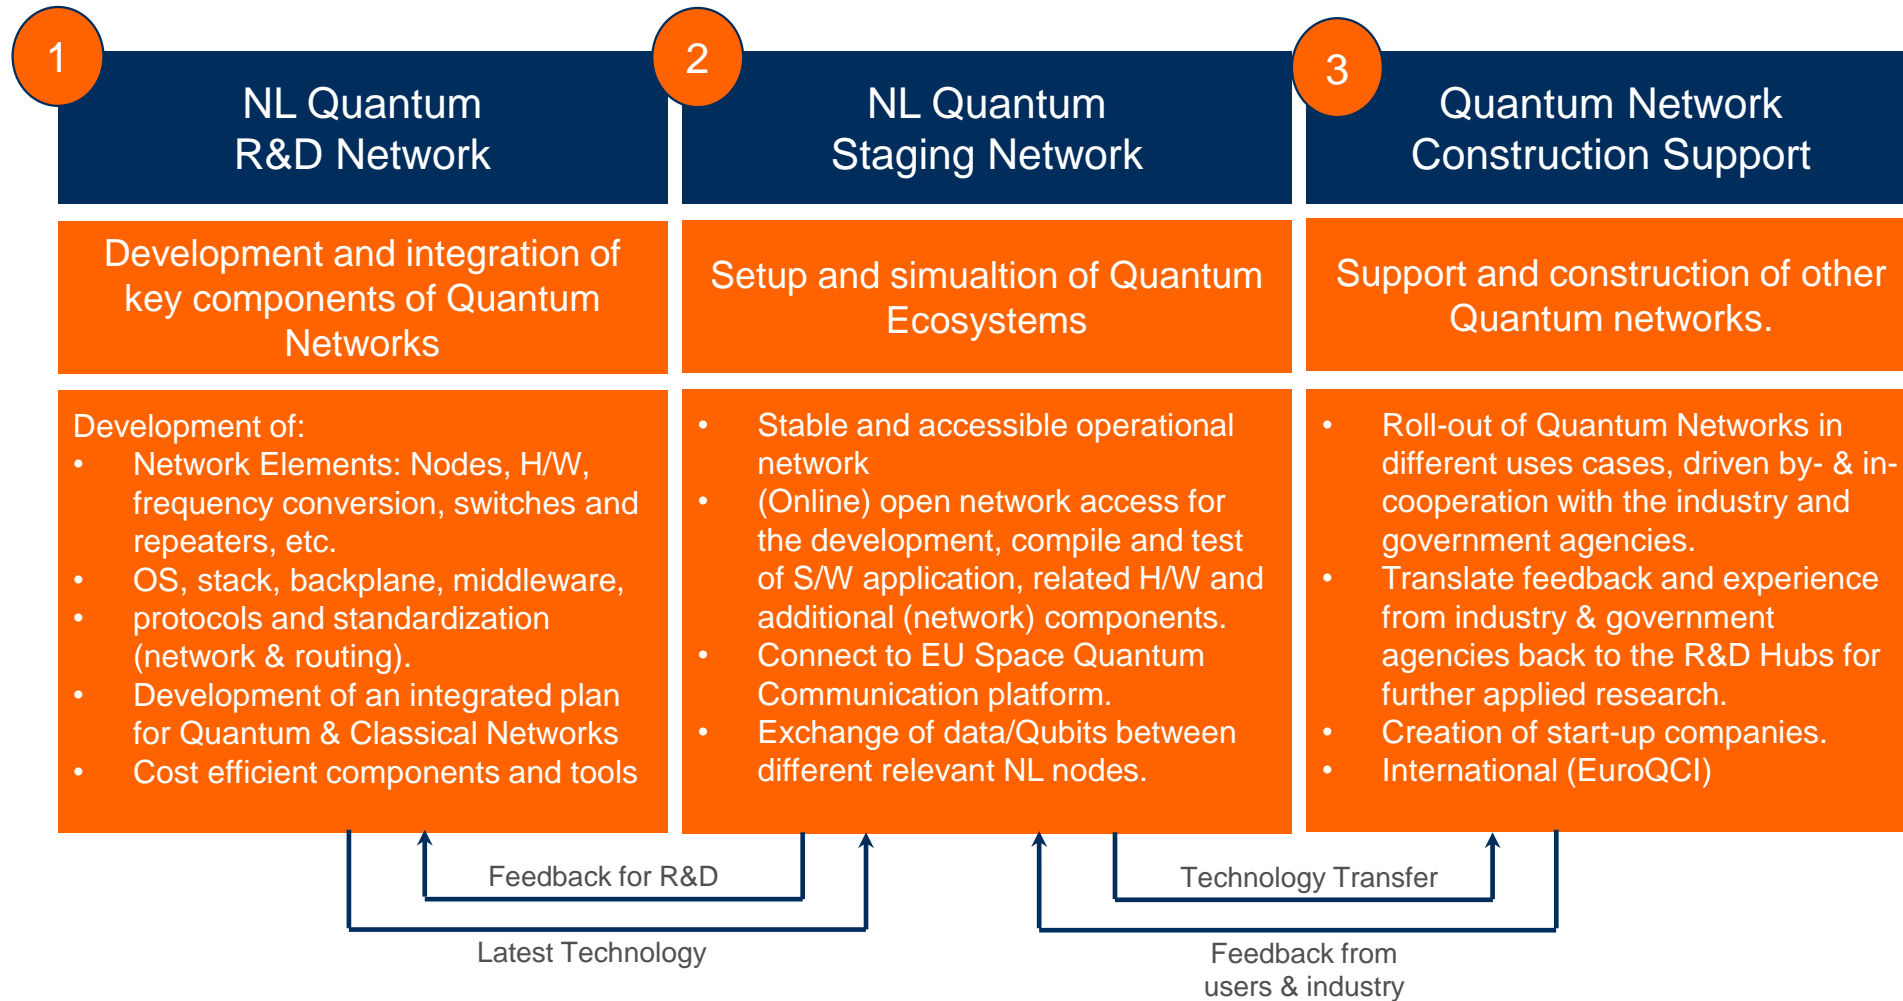 1
NL Quantum
R&D Network
Development and integration of
key components of Quantum
Networks
Development of:
• Network Elements: Nodes, H/W,
frequency conversion, switches and
repeaters, etc.
• OS, stack, backplane, middleware,
• protocols and standardization
(network & routing).
• Development of an integrated plan
for Quantum & Classical Networks
• Cost efficient components and tools
2
NL Quantum
Staging Network
Setup and simualtion of Quantum
Ecosystems
• Stable and accessible operational
network
• (Online) open network access for
the development, compile and test
of S/W application, related H/W and
additional (network) components.
• Connect to EU Space Quantum
Communication platform.
• Exchange of data/Qubits between
different relevant NL nodes.
3
Quantum Network
Construction Support
Support and construction of other
Quantum networks.
• Roll-out of Quantum Networks in
different uses cases, driven by- & in-
cooperation with the industry and
government agencies.
• Translate feedback and experience
from industry & government
agencies back to the R&D Hubs for
further applied research.
• Creation of start-up companies.
• International (EuroQCI)
Feedback for R&D
Latest Technology
Technology Transfer
Feedback from
users & industry